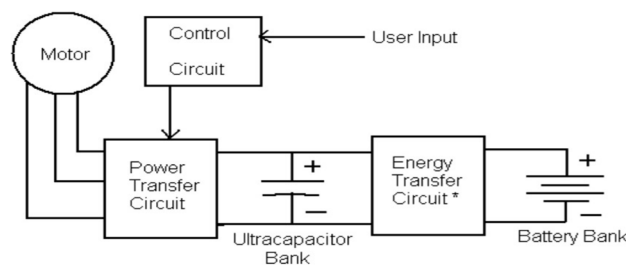 Motor
Control
Circuit
User Input
Power
Transfer
Circuit
+
–
Ultracapacitor
Bank
Energy
Transfer
Circuit *
+
–
Battery Bank